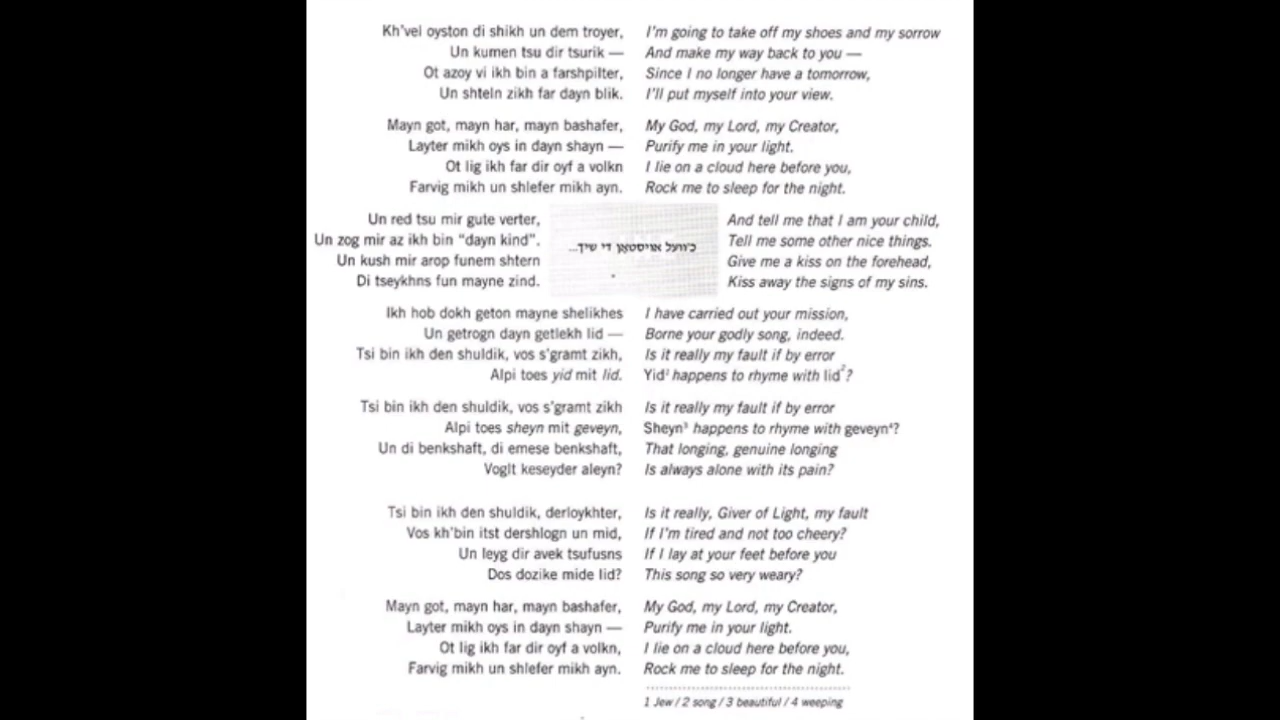 Kh'vel oyston di shikh un dem troyer,
Un kumen tsu dir tsurik —
Ot azoy vi ikh bin a farshpilter,
Un shteln zikh far dayn blik.
I'm going to take off my shoes and my sorrow
And make my way back to you —
Since I no longer have a tomorrow,
I'll put myself into your view.
Mayn got, mayn har, mayn bashafer,
Layter mikh oys in dayn shayn —
Ot lig ikh far dir oyf a volkn
Farvig mikh un shlefer mikh ayn.
My God, my Lord, my Creator,
Purify me in your light.
I lie on a cloud here before you,
Rock me to sleep for the night.
Un red tsu mir gute verter,
Un zog mir az ikh bin "dayn kind".
Un kush mir arop funem shtern
Di tseykhns fun mayne zind.
כ'וועל אויסטאָן די שיך...
And tell me that I am your child,
Tell me some other nice things.
Give me a kiss on the forehead,
Kiss away the signs of my sins.
Ikh hob dokh geton mayne shelikhes
Un getrogn dayn getlekh lid —
Tsi bin ikh den shuldik, vos s'gramt zikh,
Alpi toes yid mit lid.
I have carried out your mission,
Borne your godly song, indeed.
Is it really my fault if by error
Yid¹ happens to rhyme with lid²?
Tsi bin ikh den shuldik, vos s'gramt zikh
Alpi toes sheyn mit geveyn,
Un di benkshaft, di emese benkshaft,
Voglt keseyder aleyn?
Is it really my fault if by error
Sheyn³ happens to rhyme with geveyn⁴?
That longing, genuine longing
Is always alone with its pain?
Tsi bin ikh den shuldik, derloykhter,
Vos kh'bin itst dershlogn un mid,
Un leyg dir avek tsufusns
Dos dozike mide lid?
Is it really, Giver of Light, my fault
If I'm tired and not too cheery?
If I lay at your feet before you
This song so very weary?
Mayn got, mayn har, mayn bashafer,
Layter mikh oys in dayn shayn —
Ot lig ikh far dir oyf a volkn,
Farvig mikh un shlefer mikh ayn.
My God, my Lord, my Creator,
Purify me in your light.
I lie on a cloud here before you,
Rock me to sleep for the night.
1 Jew / 2 song / 3 beautiful / 4 weeping